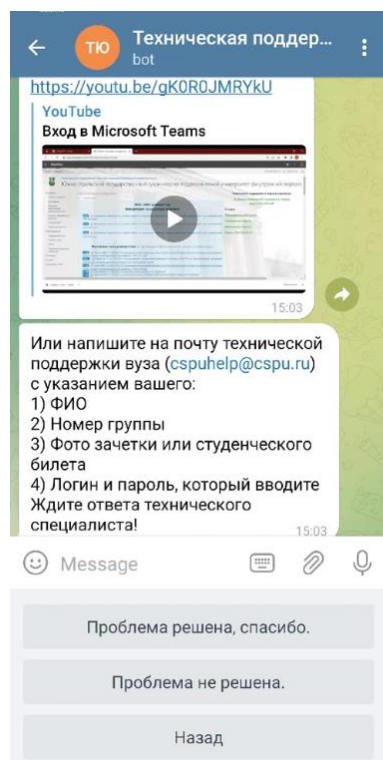 ТЮ
Техническая поддер...
bot
https://youtu.be/gK0R0JMRYkU
YouTube
Вход в Microsoft Teams
15:03
Или напишите на почту технической
поддержки вуза (cspuhelp@cspu.ru)
с указанием вашего:
1) ФИО
2) Номер группы
3) Фото зачетки или студенческого
билета
4) Логин и пароль, который вводите
Ждите ответа технического
специалиста!
15:03
Message
Проблема решена, спасибо.
Проблема не решена.
Назад